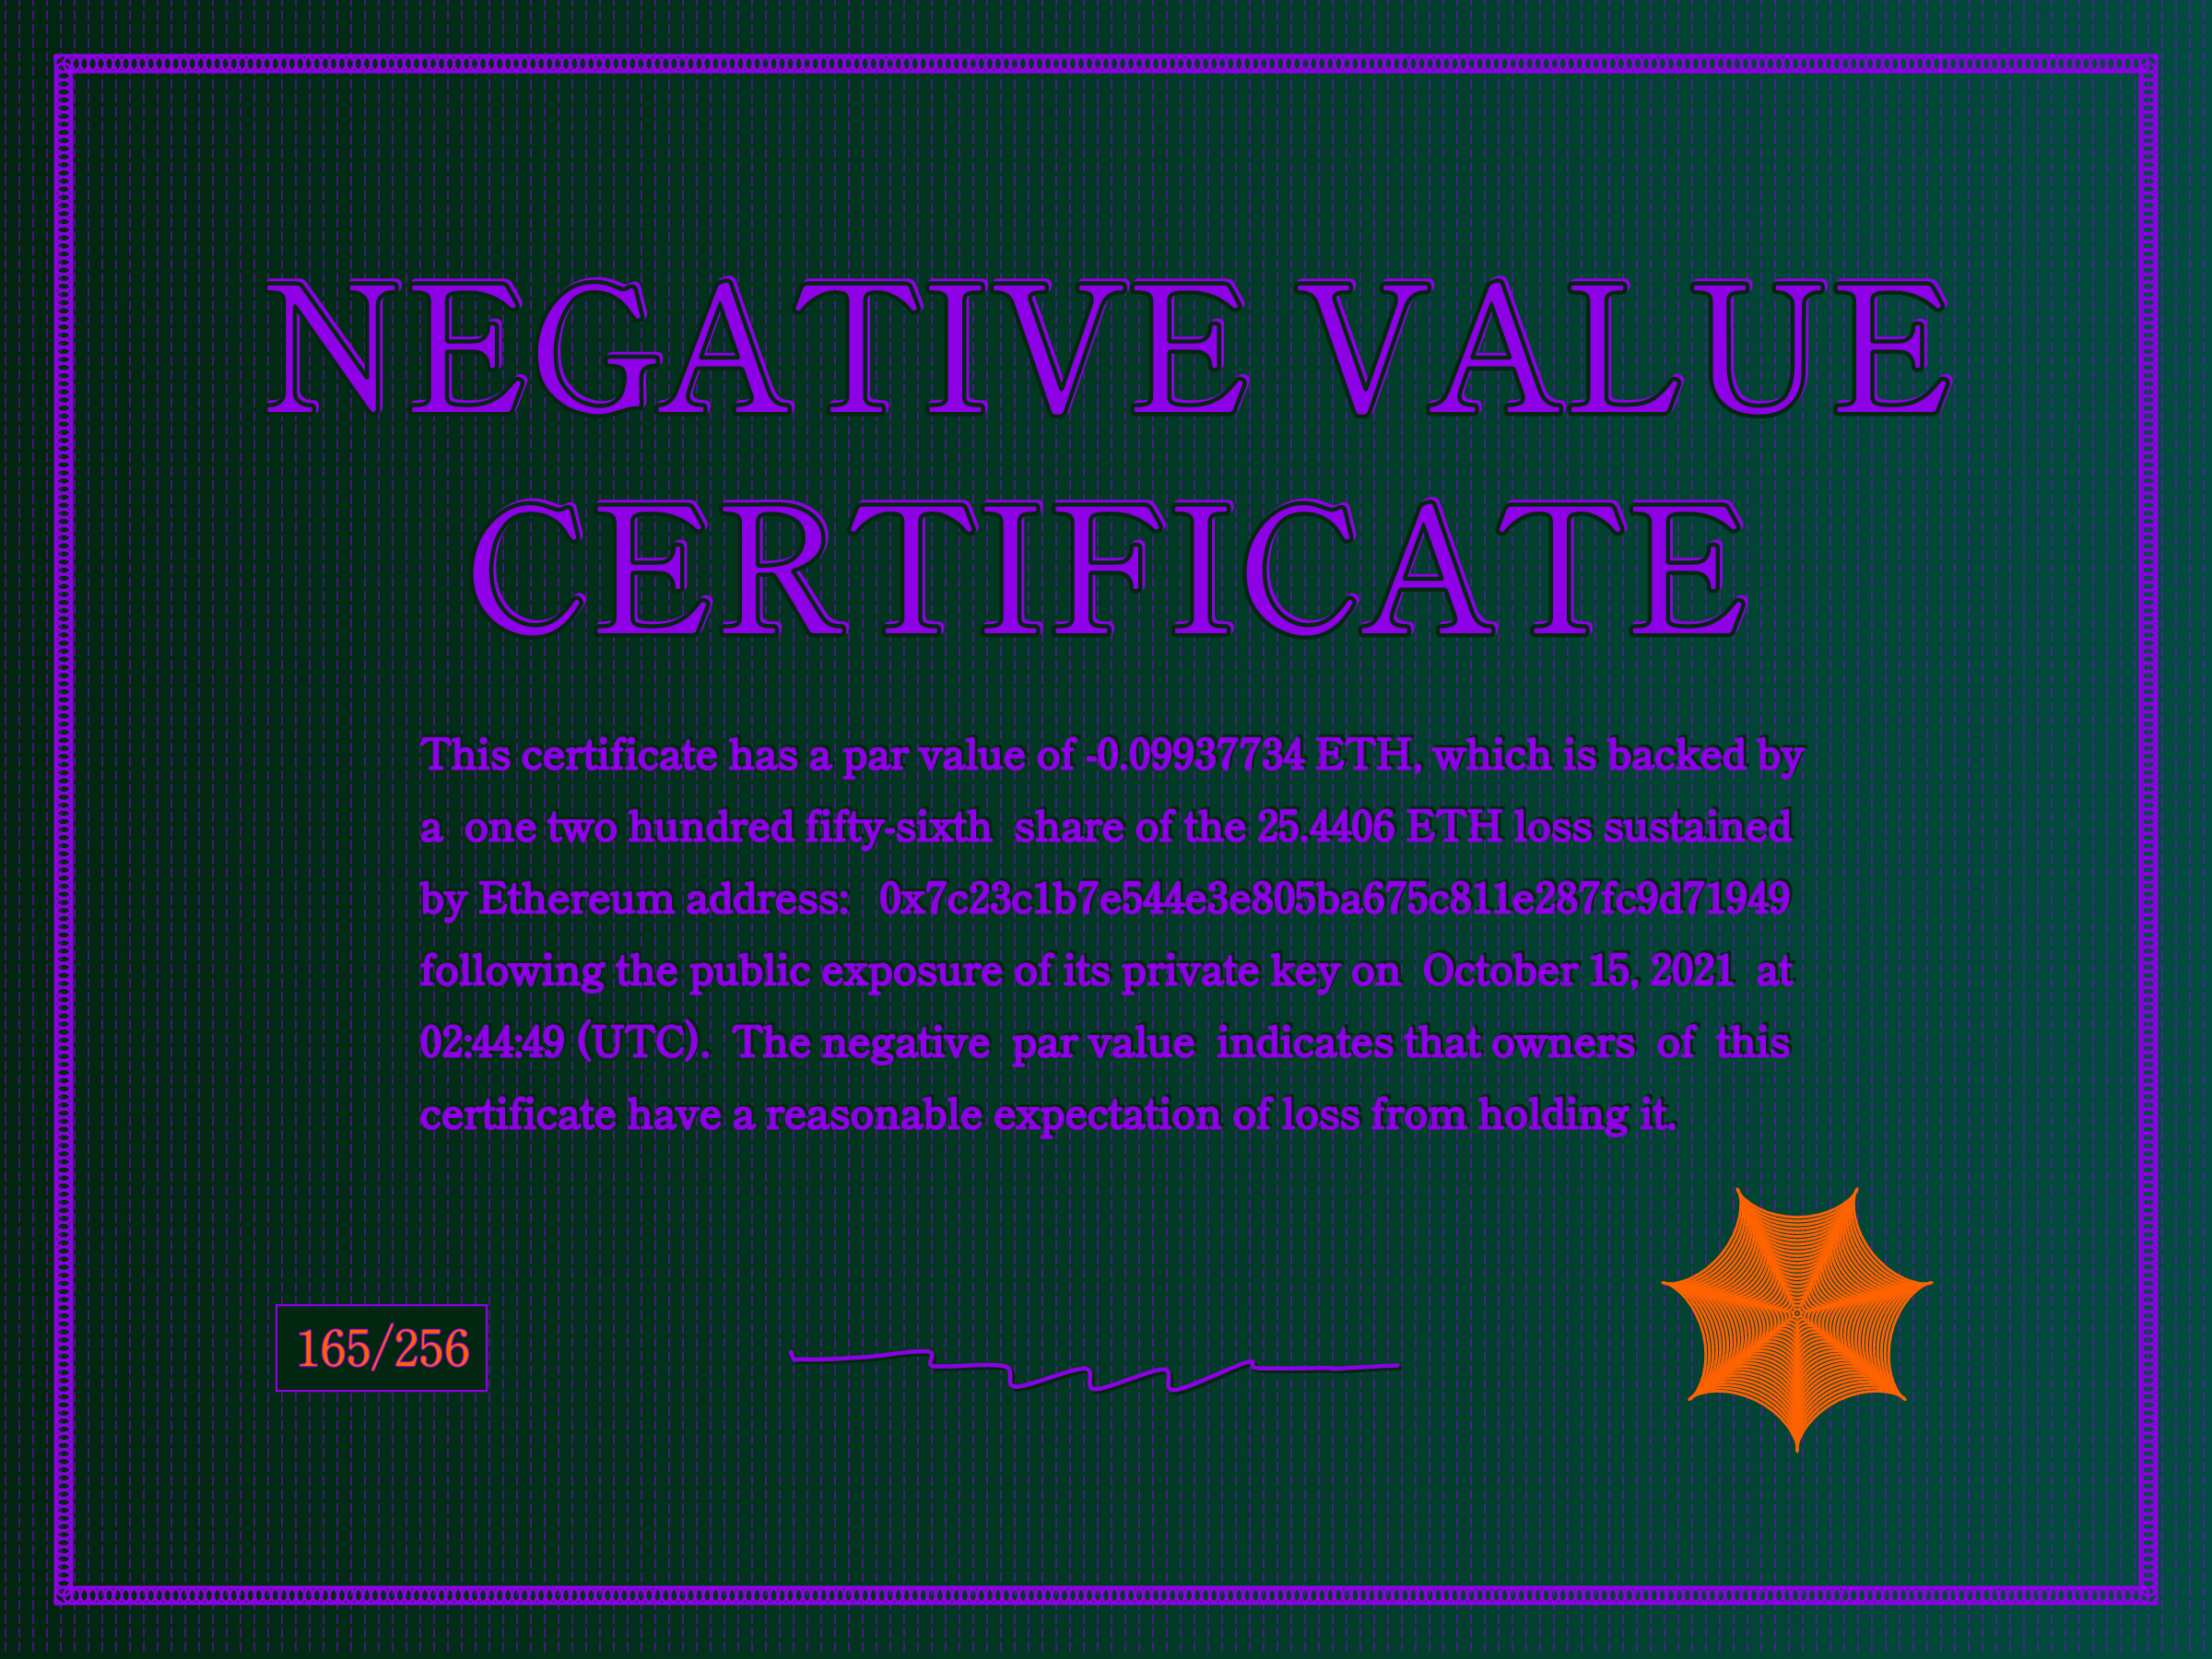 NEGATIVE VALUE
CERTIFICATE
This certificate has a par value of -0.09937734 ETH, which is backed by
a one two hundred fifty-sixth share of the 25.4406 ETH loss sustained
by Ethereum address: 0x7c23c1b7e544e3e805ba675c811e287fc9d71949
following the public exposure of its private key on October 15, 2021 at
02:44:49 (UTC). The negative par value indicates that owners of this
certificate have a reasonable expectation of loss from holding it.
165/256